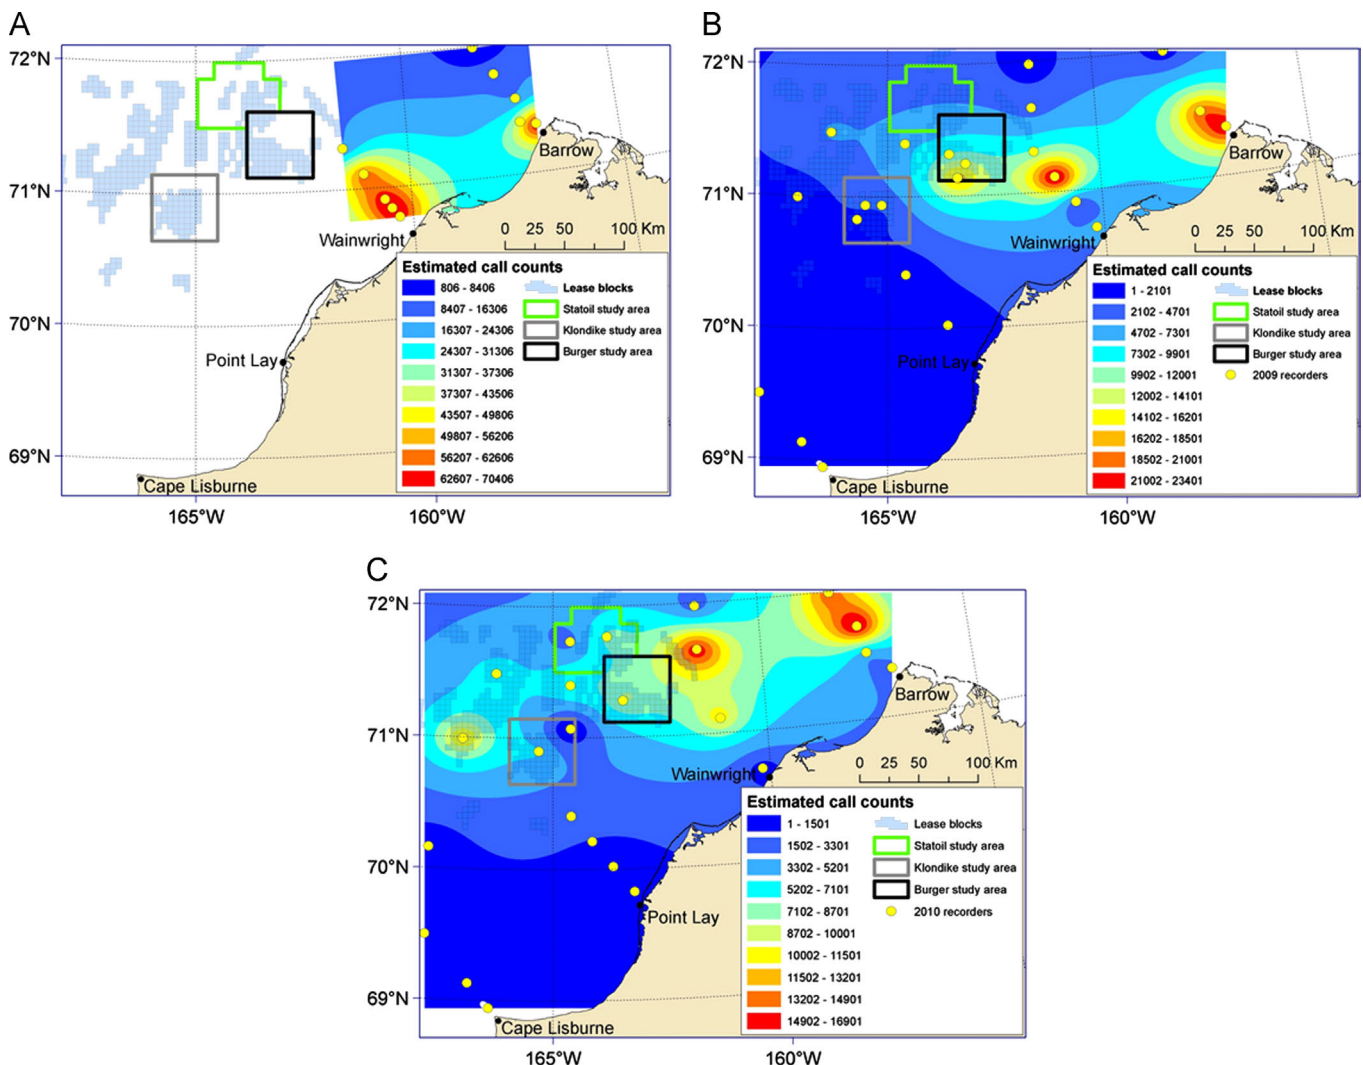 A
72°N
71°N
70°N
69°N
165°W
160°W
Barrow
Wainwright
Point Lay
Cape Lisburne
0 25 50 100 Km
Estimated call counts
806 - 8406
8407 - 16306
16307 - 24306
24307 - 31306
31307 - 37306
37307 - 43506
43507 - 49806
49807 - 56206
56207 - 62606
62607 - 70406
Lease blocks
Statoil study area
Klondike study area
Burger study area
B
72°N
71°N
70°N
69°N
165°W
160°W
Barrow
Wainwright
Point Lay
Cape Lisburne
0 25 50 100 Km
Estimated call counts
1 - 2101
2102 - 4701
4702 - 7301
7302 - 9901
9902 - 12001
12002 - 14101
14102 - 16201
16202 - 18501
18502 - 21001
21002 - 23401
Lease blocks
Statoil study area
Klondike study area
Burger study area
2009 recorders
C
72°N
71°N
70°N
69°N
165°W
160°W
Barrow
Wainwright
Point Lay
Cape Lisburne
0 25 50 100 Km
Estimated call counts
1 - 1501
1502 - 3301
3302 - 5201
5202 - 7101
7102 - 8701
8702 - 10001
10002 - 11501
11502 - 13201
13202 - 14901
14902 - 16901
Lease blocks
Statoil study area
Klondike study area
Burger study area
2010 recorders